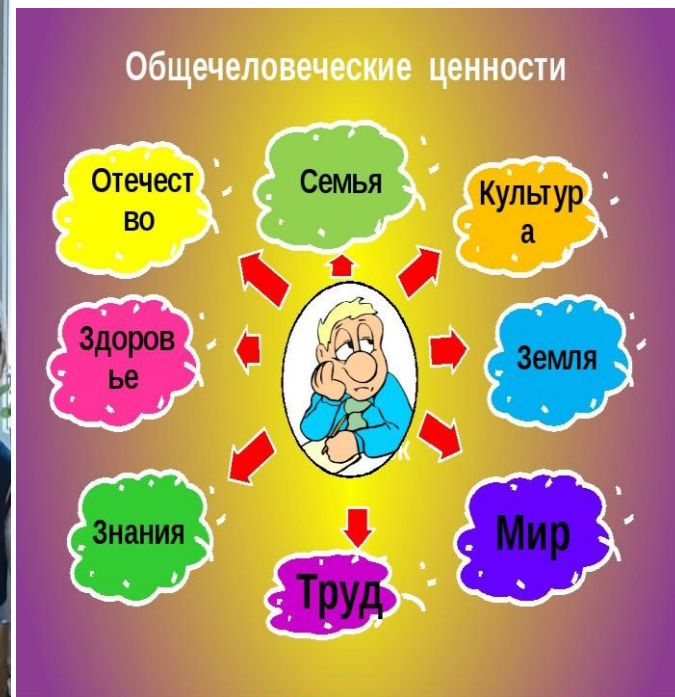 Общечеловеческие ценности
Отечест
во
Семья
Культур
а
Здоров
ье
Земля
к
Знания
Мир
Труд